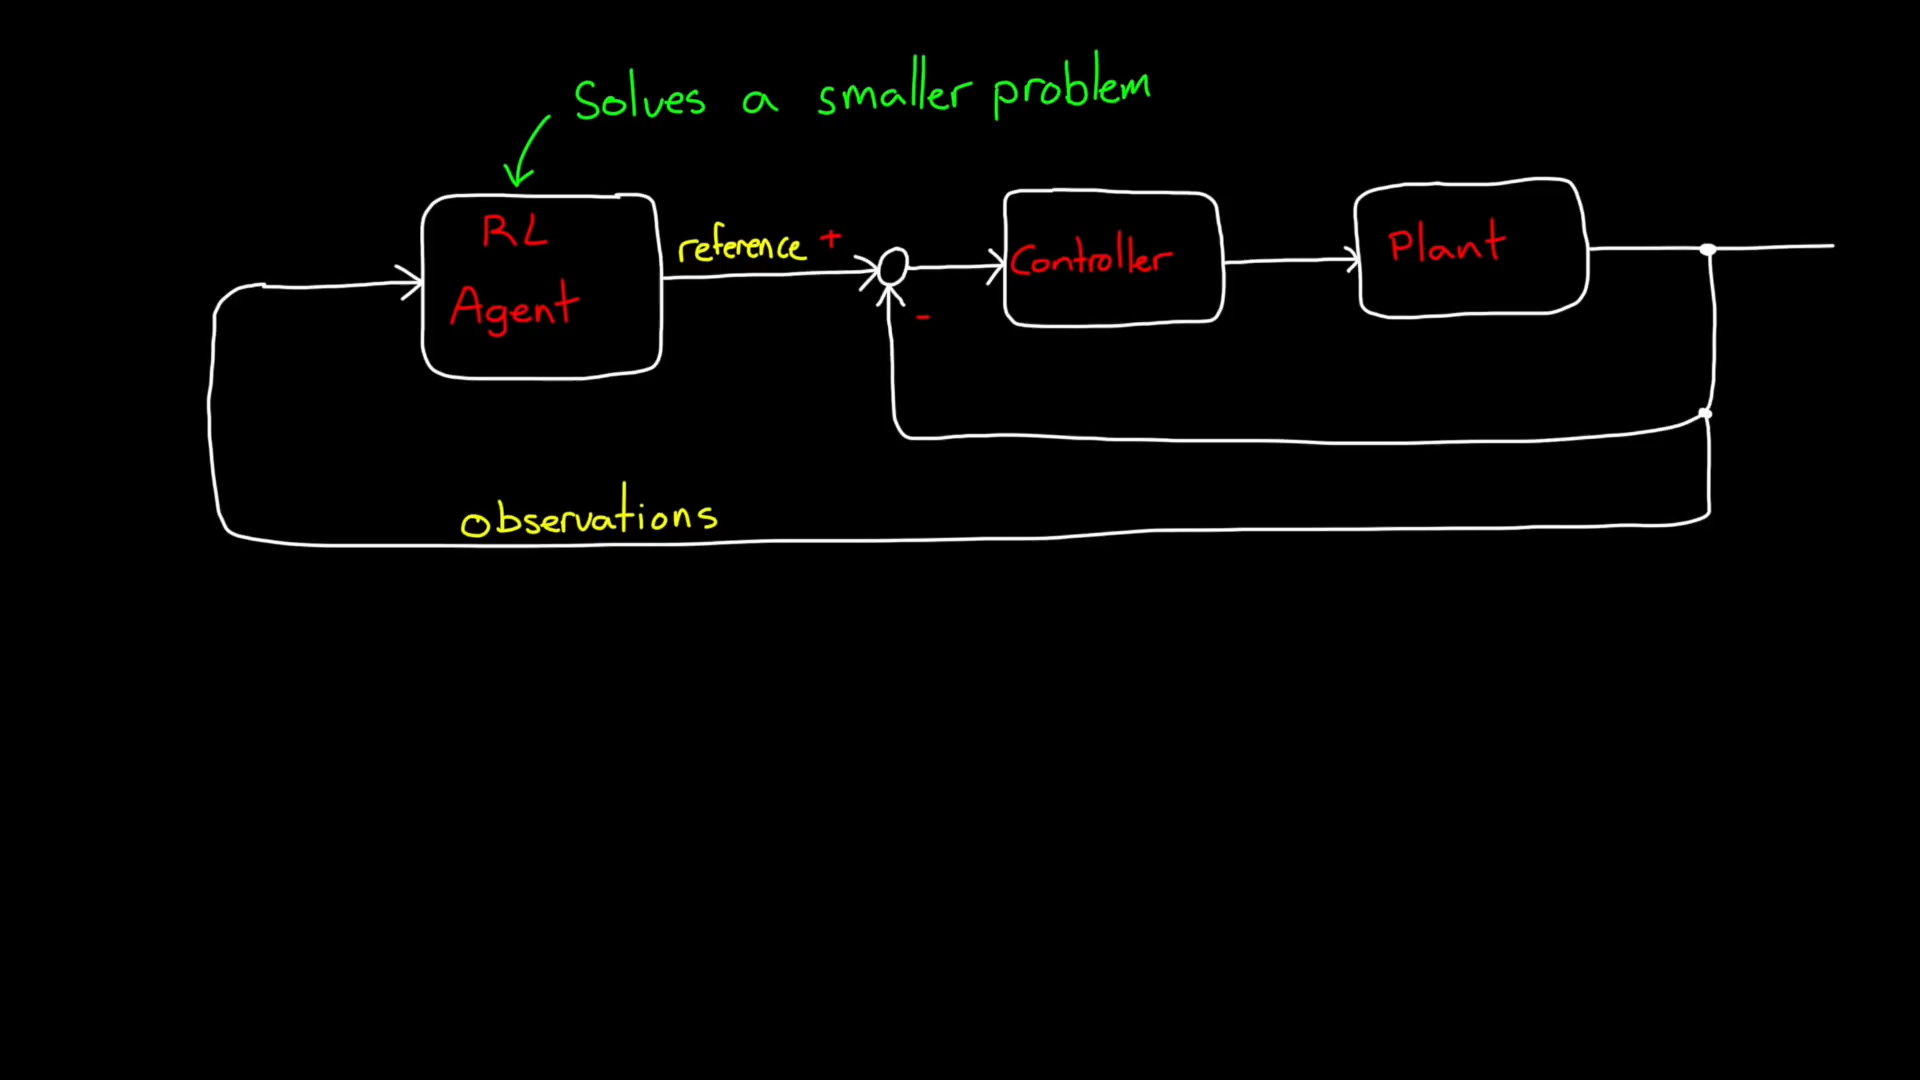 Solves a smaller problem
RL
Agent
reference +
-
Controller
Plant
observations